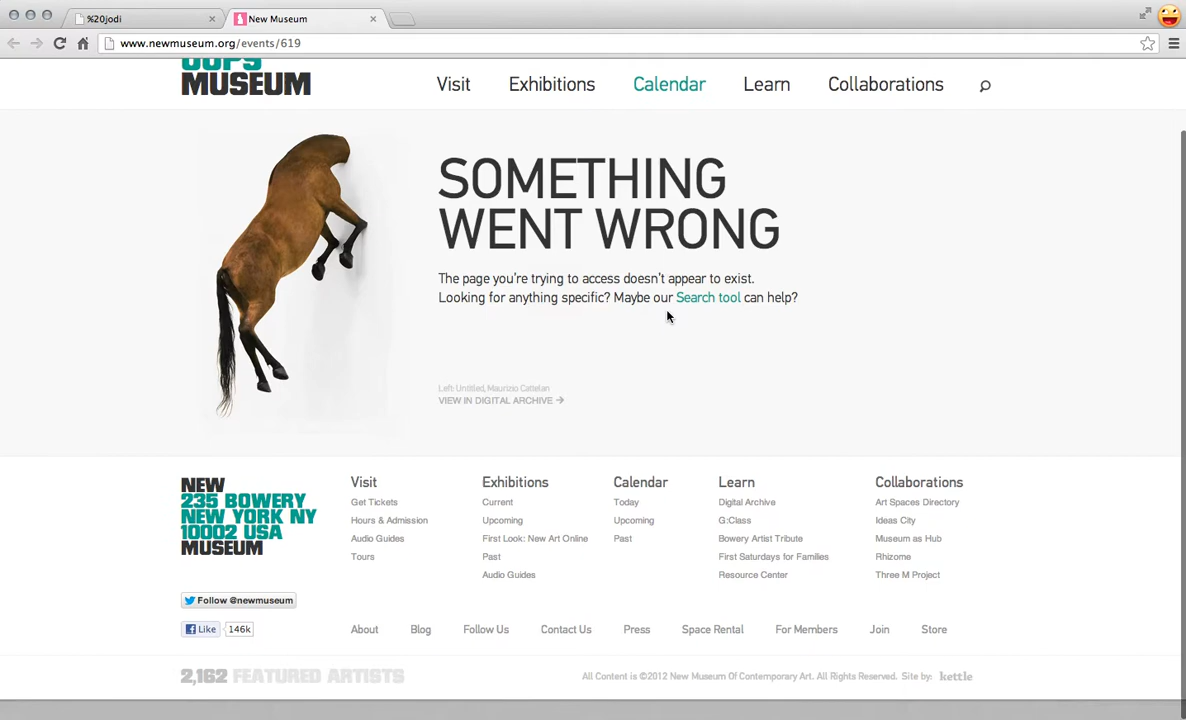 %20jodi
New Museum
www.newmuseum.org/events/619
OOPS
MUSEUM
Visit
Exhibitions
Calendar
Learn
Collaborations
SOMETHING
WENT WRONG
The page you're trying to access doesn't appear to exist.
Looking for anything specific? Maybe our Search tool can help?
Left: Untitled, Maurizio Cattelan
VIEW IN DIGITAL ARCHIVE →
NEW
235 BOWERY
NEW YORK NY
10002 USA
MUSEUM
Follow @newmuseum
Like 146k
Visit
Get Tickets
Hours & Admission
Audio Guides
Tours
Exhibitions
Current
Upcoming
First Look: New Art Online
Past
Audio Guides
Calendar
Today
Upcoming
Past
Learn
Digital Archive
G:Class
Bowery Artist Tribute
First Saturdays for Families
Resource Center
Collaborations
Art Spaces Directory
Ideas City
Museum as Hub
Rhizome
Three M Project
About
Blog
Follow Us
Contact Us
Press
Space Rental
For Members
Join
Store
2,162 FEATURED ARTISTS
All Content is ©2012 New Museum Of Contemporary Art. All Rights Reserved. Site by: kettle